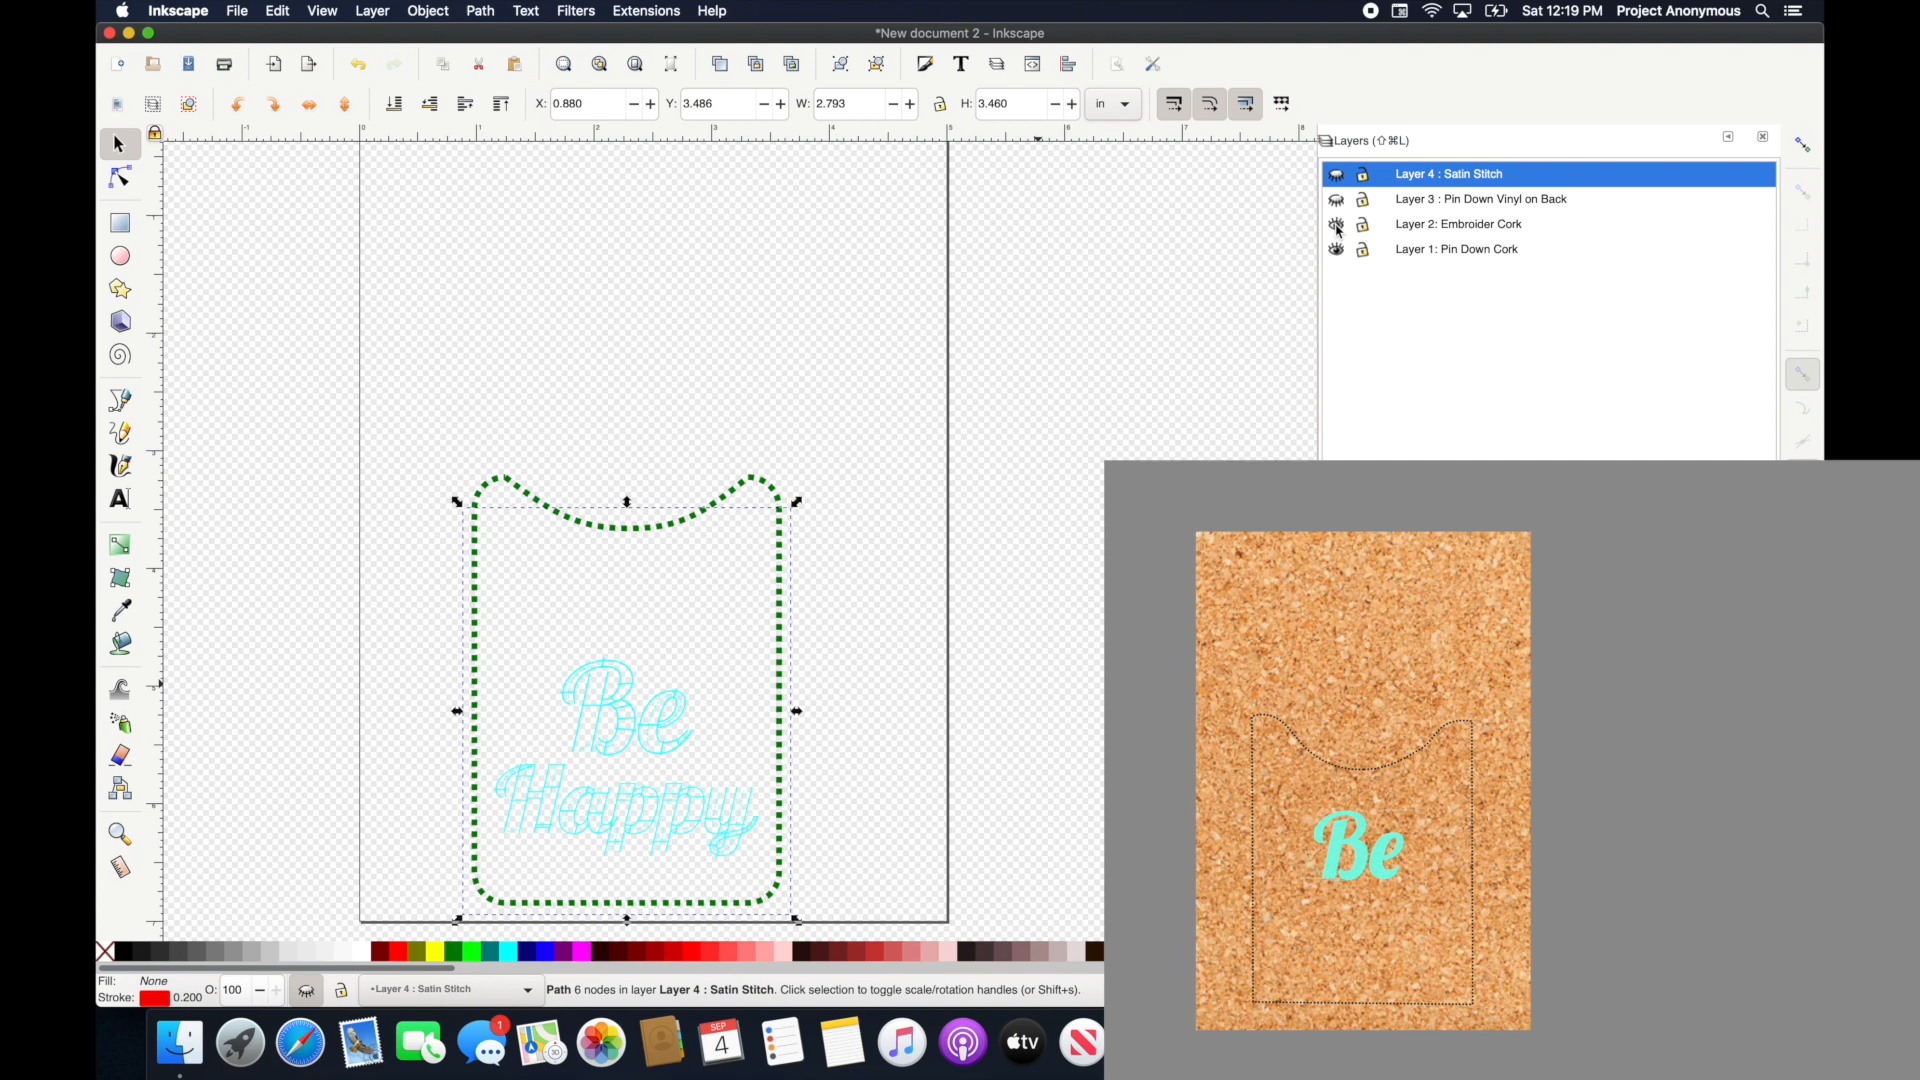 Inkscape File Edit View Layer Object Path Text Filters Extensions Help Sat 12:19 PM Project Anonymous
*New document 2 - Inkscape
X: 0.880 Y: 3.486 W: 2.793 H: 3.460 in
Layers (⇧⌘L)
Layer 4 : Satin Stitch
Layer 3 : Pin Down Vinyl on Back
Layer 2: Embroider Cork
Layer 1: Pin Down Cork
Be
Happy
Be
Fill: None
Stroke: 0.200 O: 100 •Layer 4 : Satin Stitch Path 6 nodes in layer Layer 4 : Satin Stitch. Click selection to toggle scale/rotation handles (or Shift+s).
1
SEP
4
3D
tv